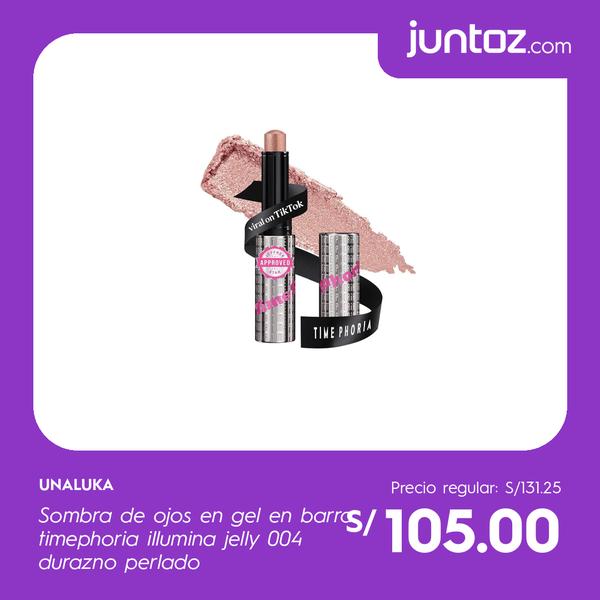 juntoz.com
viral on TikTok
APPROVED
TIME PHORIA
UNALUKA
Sombra de ojos en gel en barra
timephoria illumina jelly 004
durazno perlado
Precio regular: S/131.25
S/ 105.00